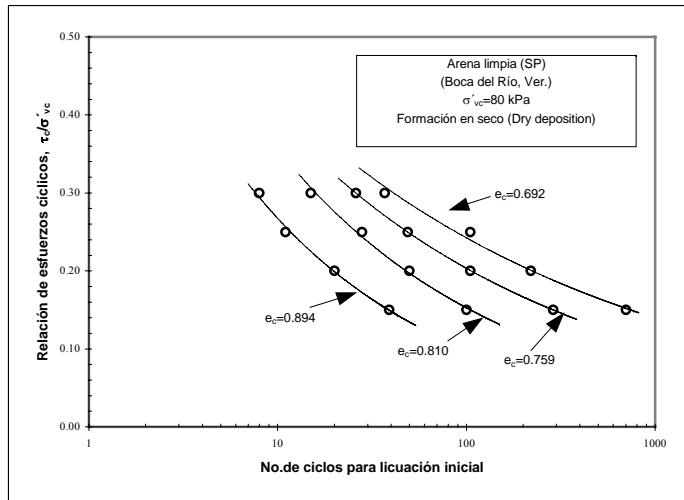 0.50
0.40
0.30
0.20
0.10
0.00
Relación de esfuerzos cíclicos, τc/σ´vc
Arena limpia (SP)
(Boca del Río, Ver.)
σ´vc=80 kPa
Formación en seco (Dry deposition)
ec=0.692
ec=0.894
ec=0.810
ec=0.759
1
10
100
1000
No.de ciclos para licuación inicial